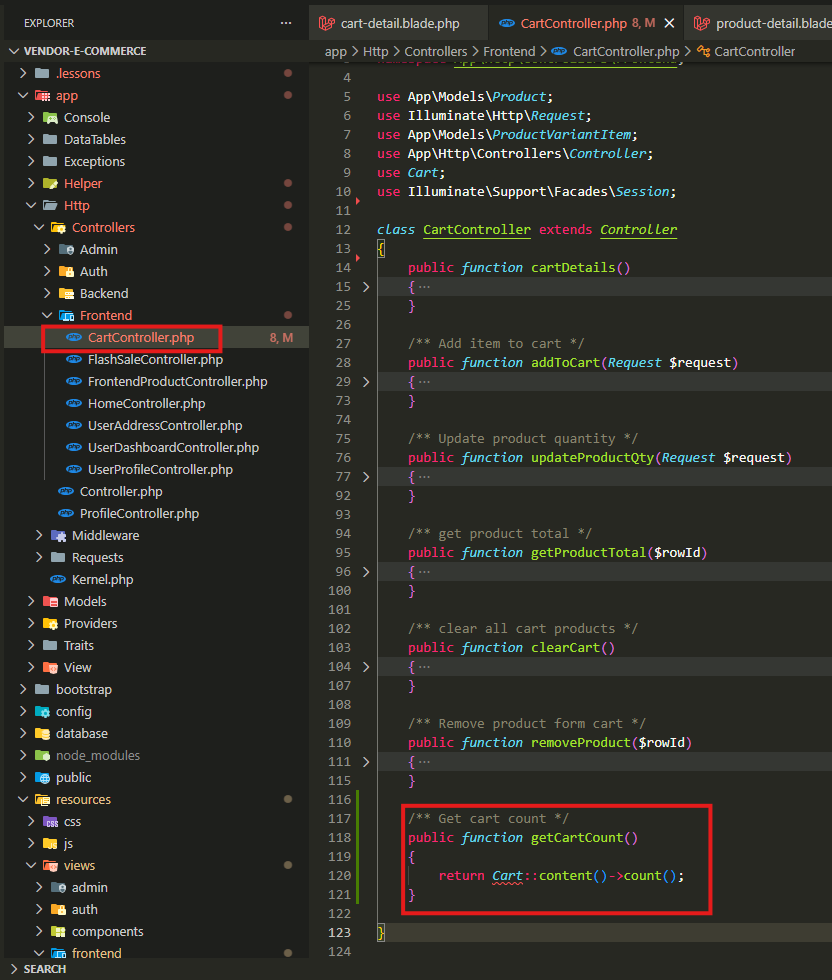 EXPLORER
VENDOR-E-COMMERCE
.lessons
app
Console
DataTables
Exceptions
Helper
Http
Controllers
Admin
Auth
Backend
Frontend
CartController.php 8, M
FlashSaleController.php
FrontendProductController.php
HomeController.php
UserAddressController.php
UserDashboardController.php
UserProfileController.php
Controller.php
ProfileController.php
Middleware
Requests
Kernel.php
Models
Providers
Traits
View
bootstrap
config
database
node_modules
public
resources
css
js
views
admin
auth
components
frontend
SEARCH
cart-detail.blade.php CartController.php 8, M product-detail.blade
app > Http > Controllers > Frontend > CartController.php > CartController
4
5 use App\Models\Product;
6 use Illuminate\Http\Request;
7 use App\Models\ProductVariantItem;
8 use App\Http\Controllers\Controller;
9 use Cart;
10 use Illuminate\Support\Facades\Session;
11
12 class CartController extends Controller
13 {
14 public function cartDetails()
15 { ···
25 }
26
27 /** Add item to cart */
28 public function addToCart(Request $request)
29 { ···
73 }
74
75 /** Update product quantity */
76 public function updateProductQty(Request $request)
77 { ···
92 }
93
94 /** get product total */
95 public function getProductTotal($rowId)
96 { ···
100 }
101
102 /** clear all cart products */
103 public function clearCart()
104 { ···
107 }
108
109 /** Remove product form cart */
110 public function removeProduct($rowId)
111 { ···
115 }
116
117 /** Get cart count */
118 public function getCartCount()
119 {
120 return Cart::content()->count();
121 }
122
123 }
124